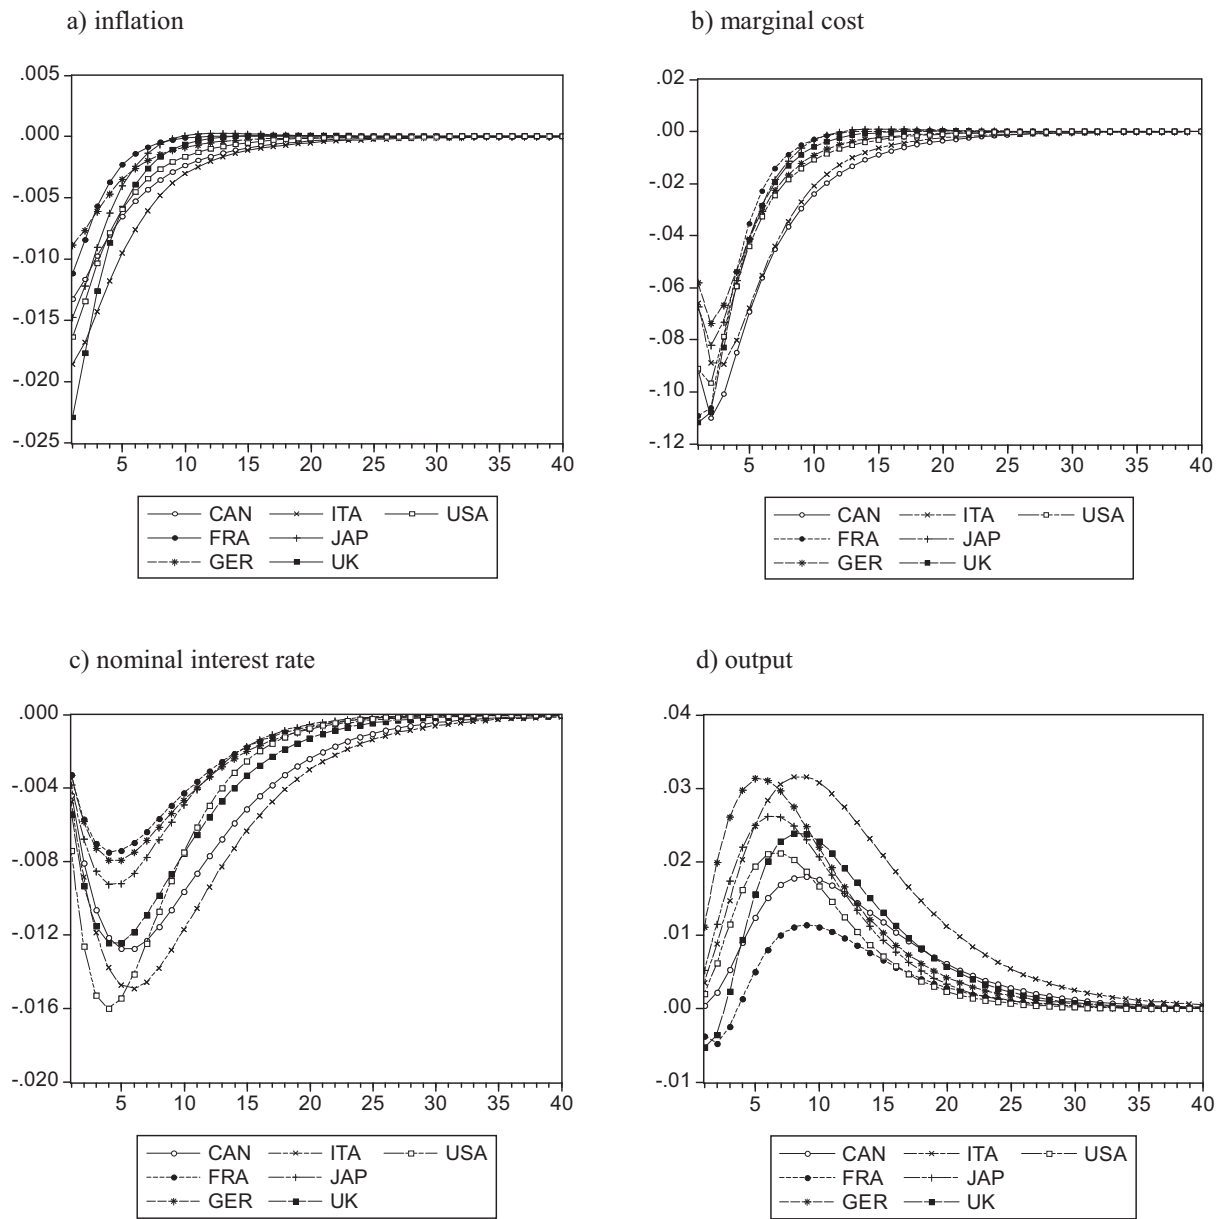 a) inflation
.005
.000
-.005
-.010
-.015
-.020
-.025
5 10 15 20 25 30 35 40
CAN ITA USA
FRA JAP
GER UK
b) marginal cost
.02
.00
-.02
-.04
-.06
-.08
-.10
-.12
5 10 15 20 25 30 35 40
CAN ITA USA
FRA JAP
GER UK
c) nominal interest rate
.000
-.004
-.008
-.012
-.016
-.020
5 10 15 20 25 30 35 40
CAN ITA USA
FRA JAP
GER UK
d) output
.04
.03
.02
.01
.00
-.01
5 10 15 20 25 30 35 40
CAN ITA USA
FRA JAP
GER UK